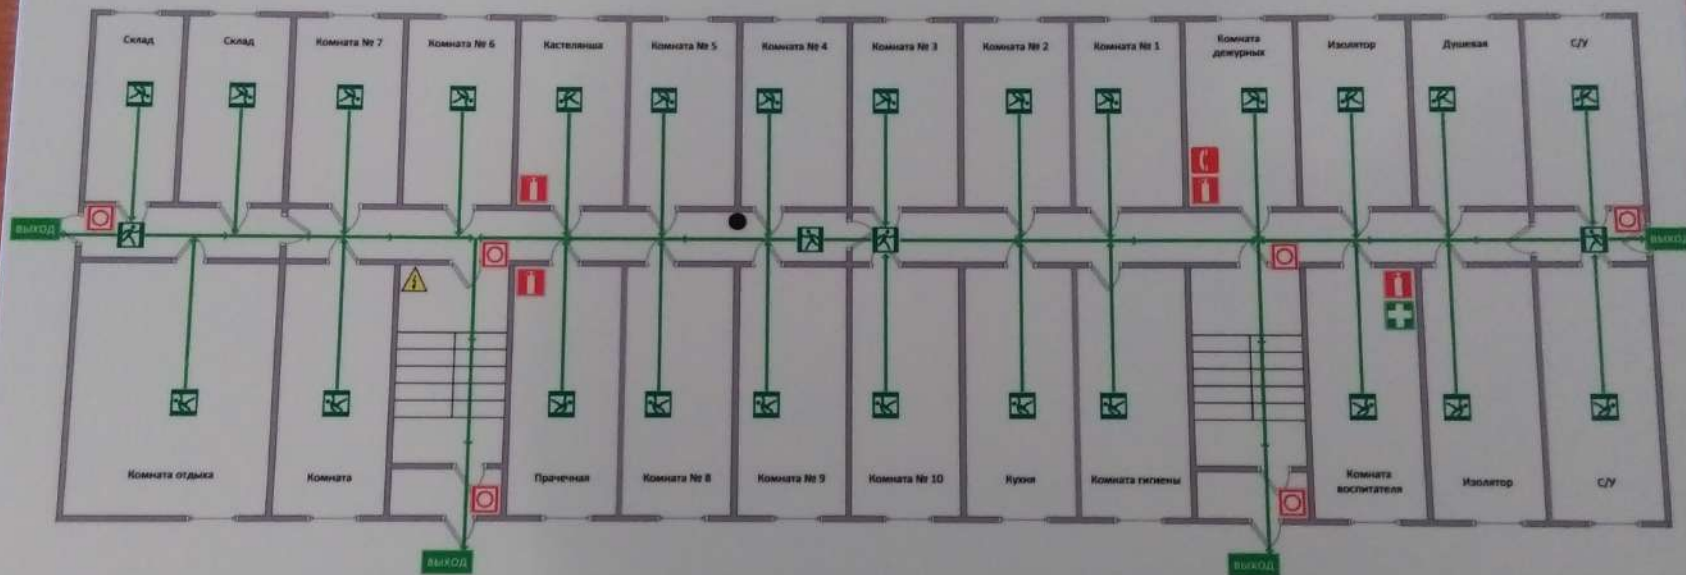 Склад
Склад
Комната № 7
Комната № 6
Кастелянша
Комната № 5
Комната № 4
Комната № 3
Комната № 2
Комната № 1
Комната
дежурных
Изолятор
Душевая
С/У
ВЫХОД
ВЫХОД
Комната отдыха
Комната
Прачечная
Комната № 8
Комната № 9
Комната № 10
Кухня
Комната гигиены
Комната
воспитателя
Изолятор
С/У
ВЫХОД
ВЫХОД